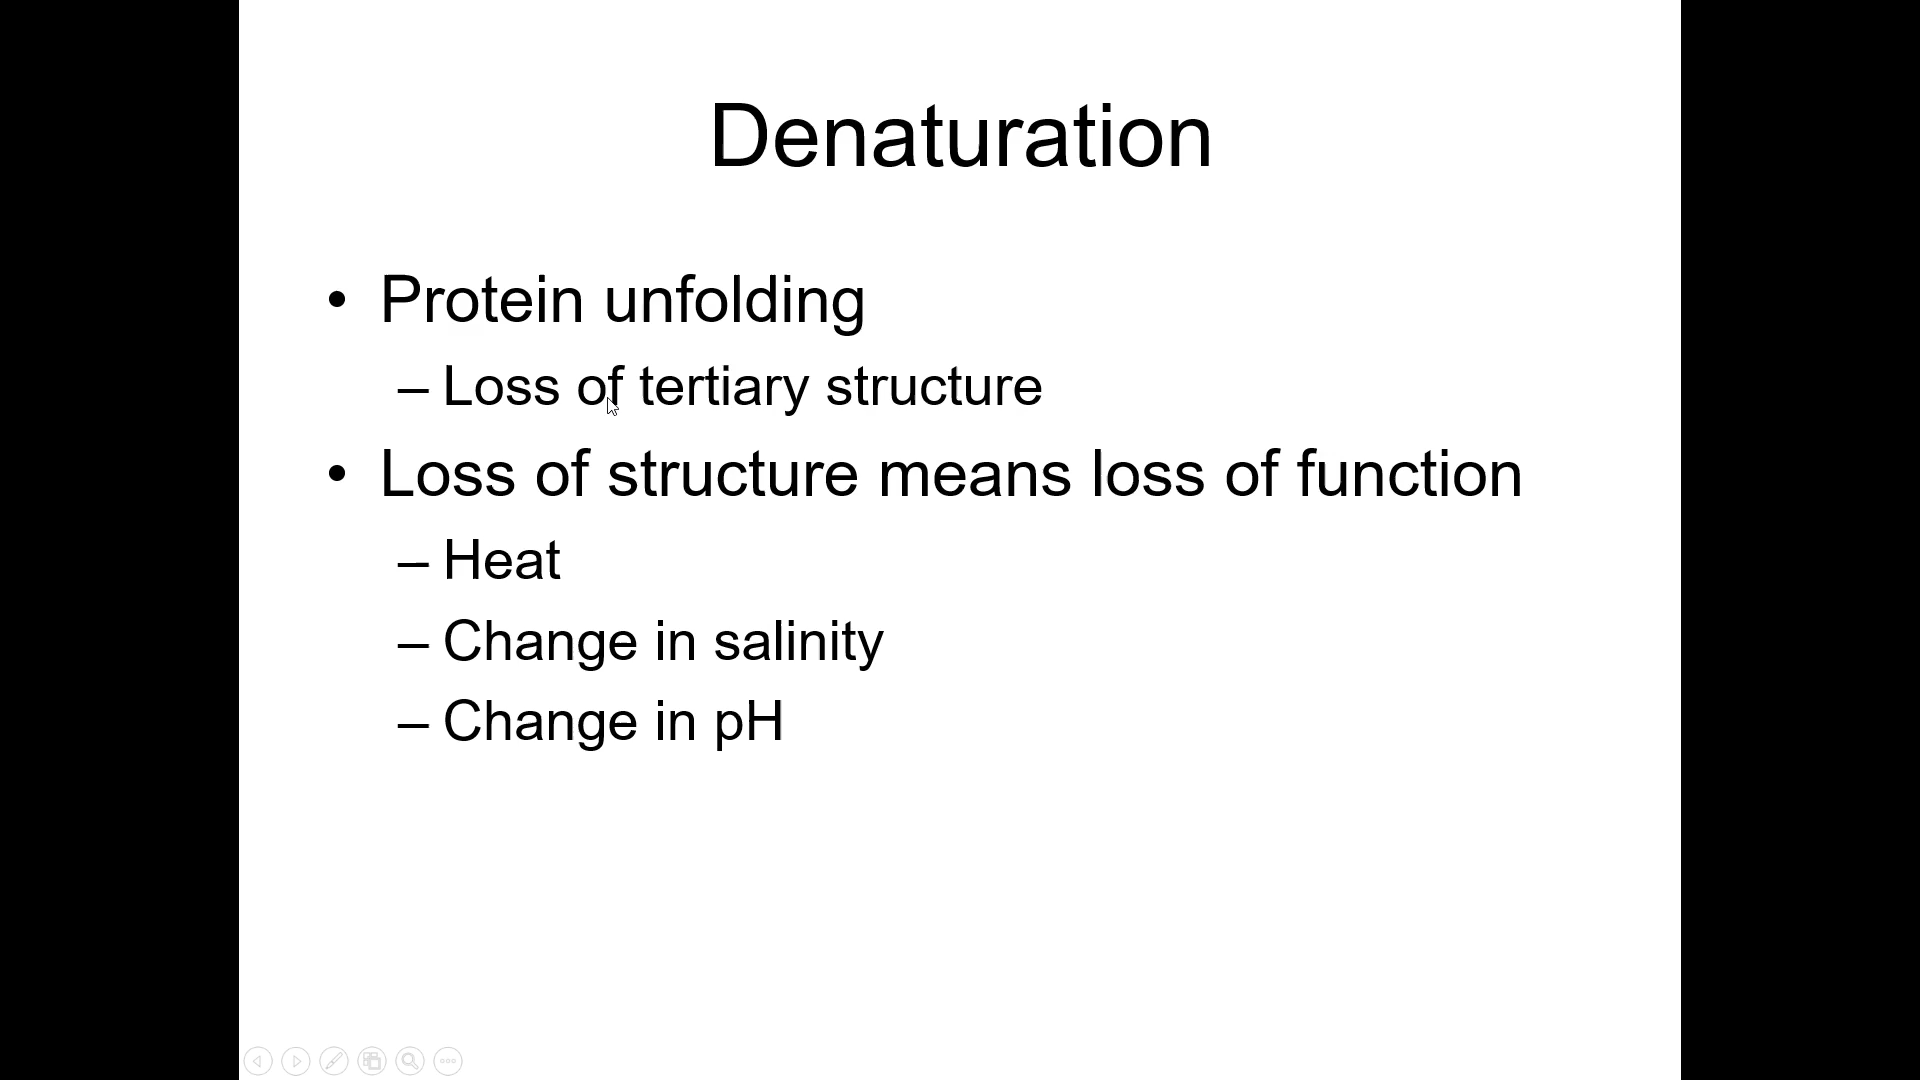 Denaturation
• Protein unfolding
– Loss of tertiary structure
• Loss of structure means loss of function
– Heat
– Change in salinity
– Change in pH